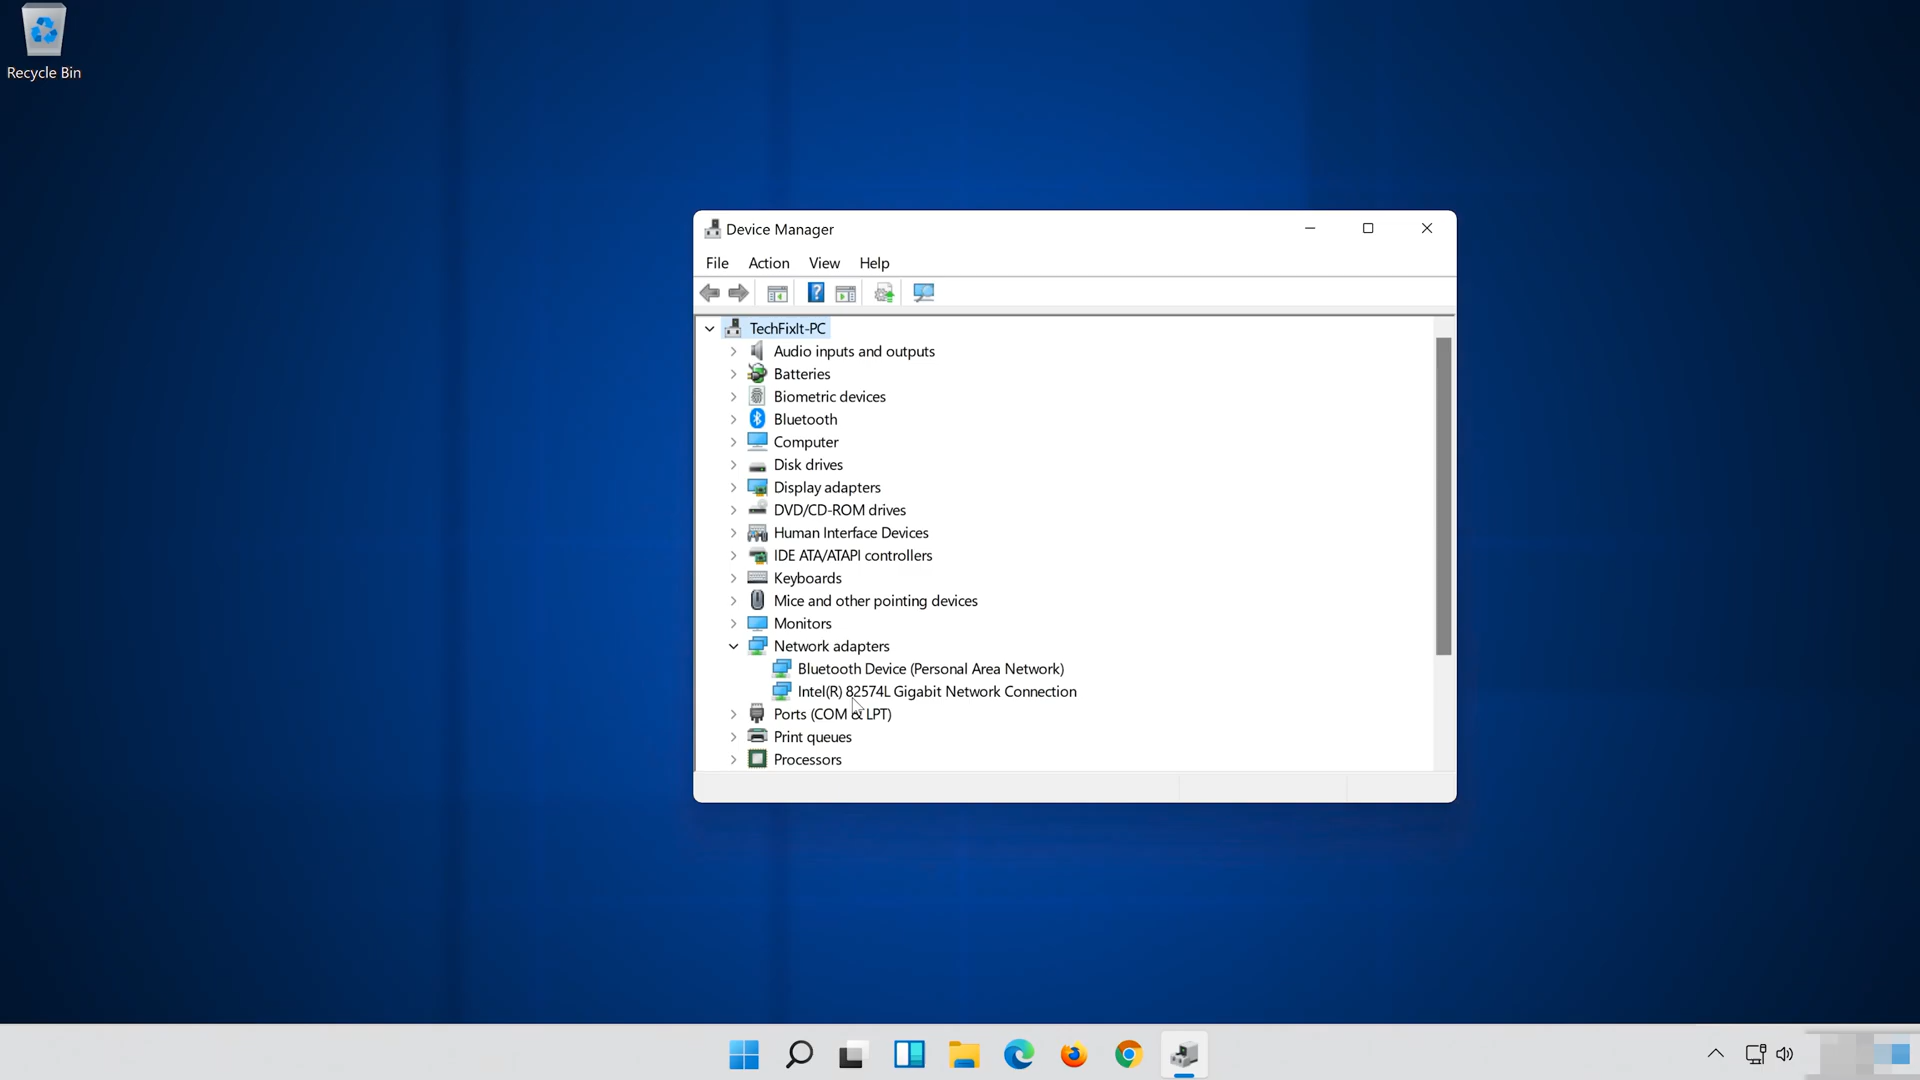 Recycle Bin
Device Manager
File Action View Help
TechFixIt-PC
Audio inputs and outputs
Batteries
Biometric devices
Bluetooth
Computer
Disk drives
Display adapters
DVD/CD-ROM drives
Human Interface Devices
IDE ATA/ATAPI controllers
Keyboards
Mice and other pointing devices
Monitors
Network adapters
Bluetooth Device (Personal Area Network)
Intel(R) 82574L Gigabit Network Connection
Ports (COM & LPT)
Print queues
Processors